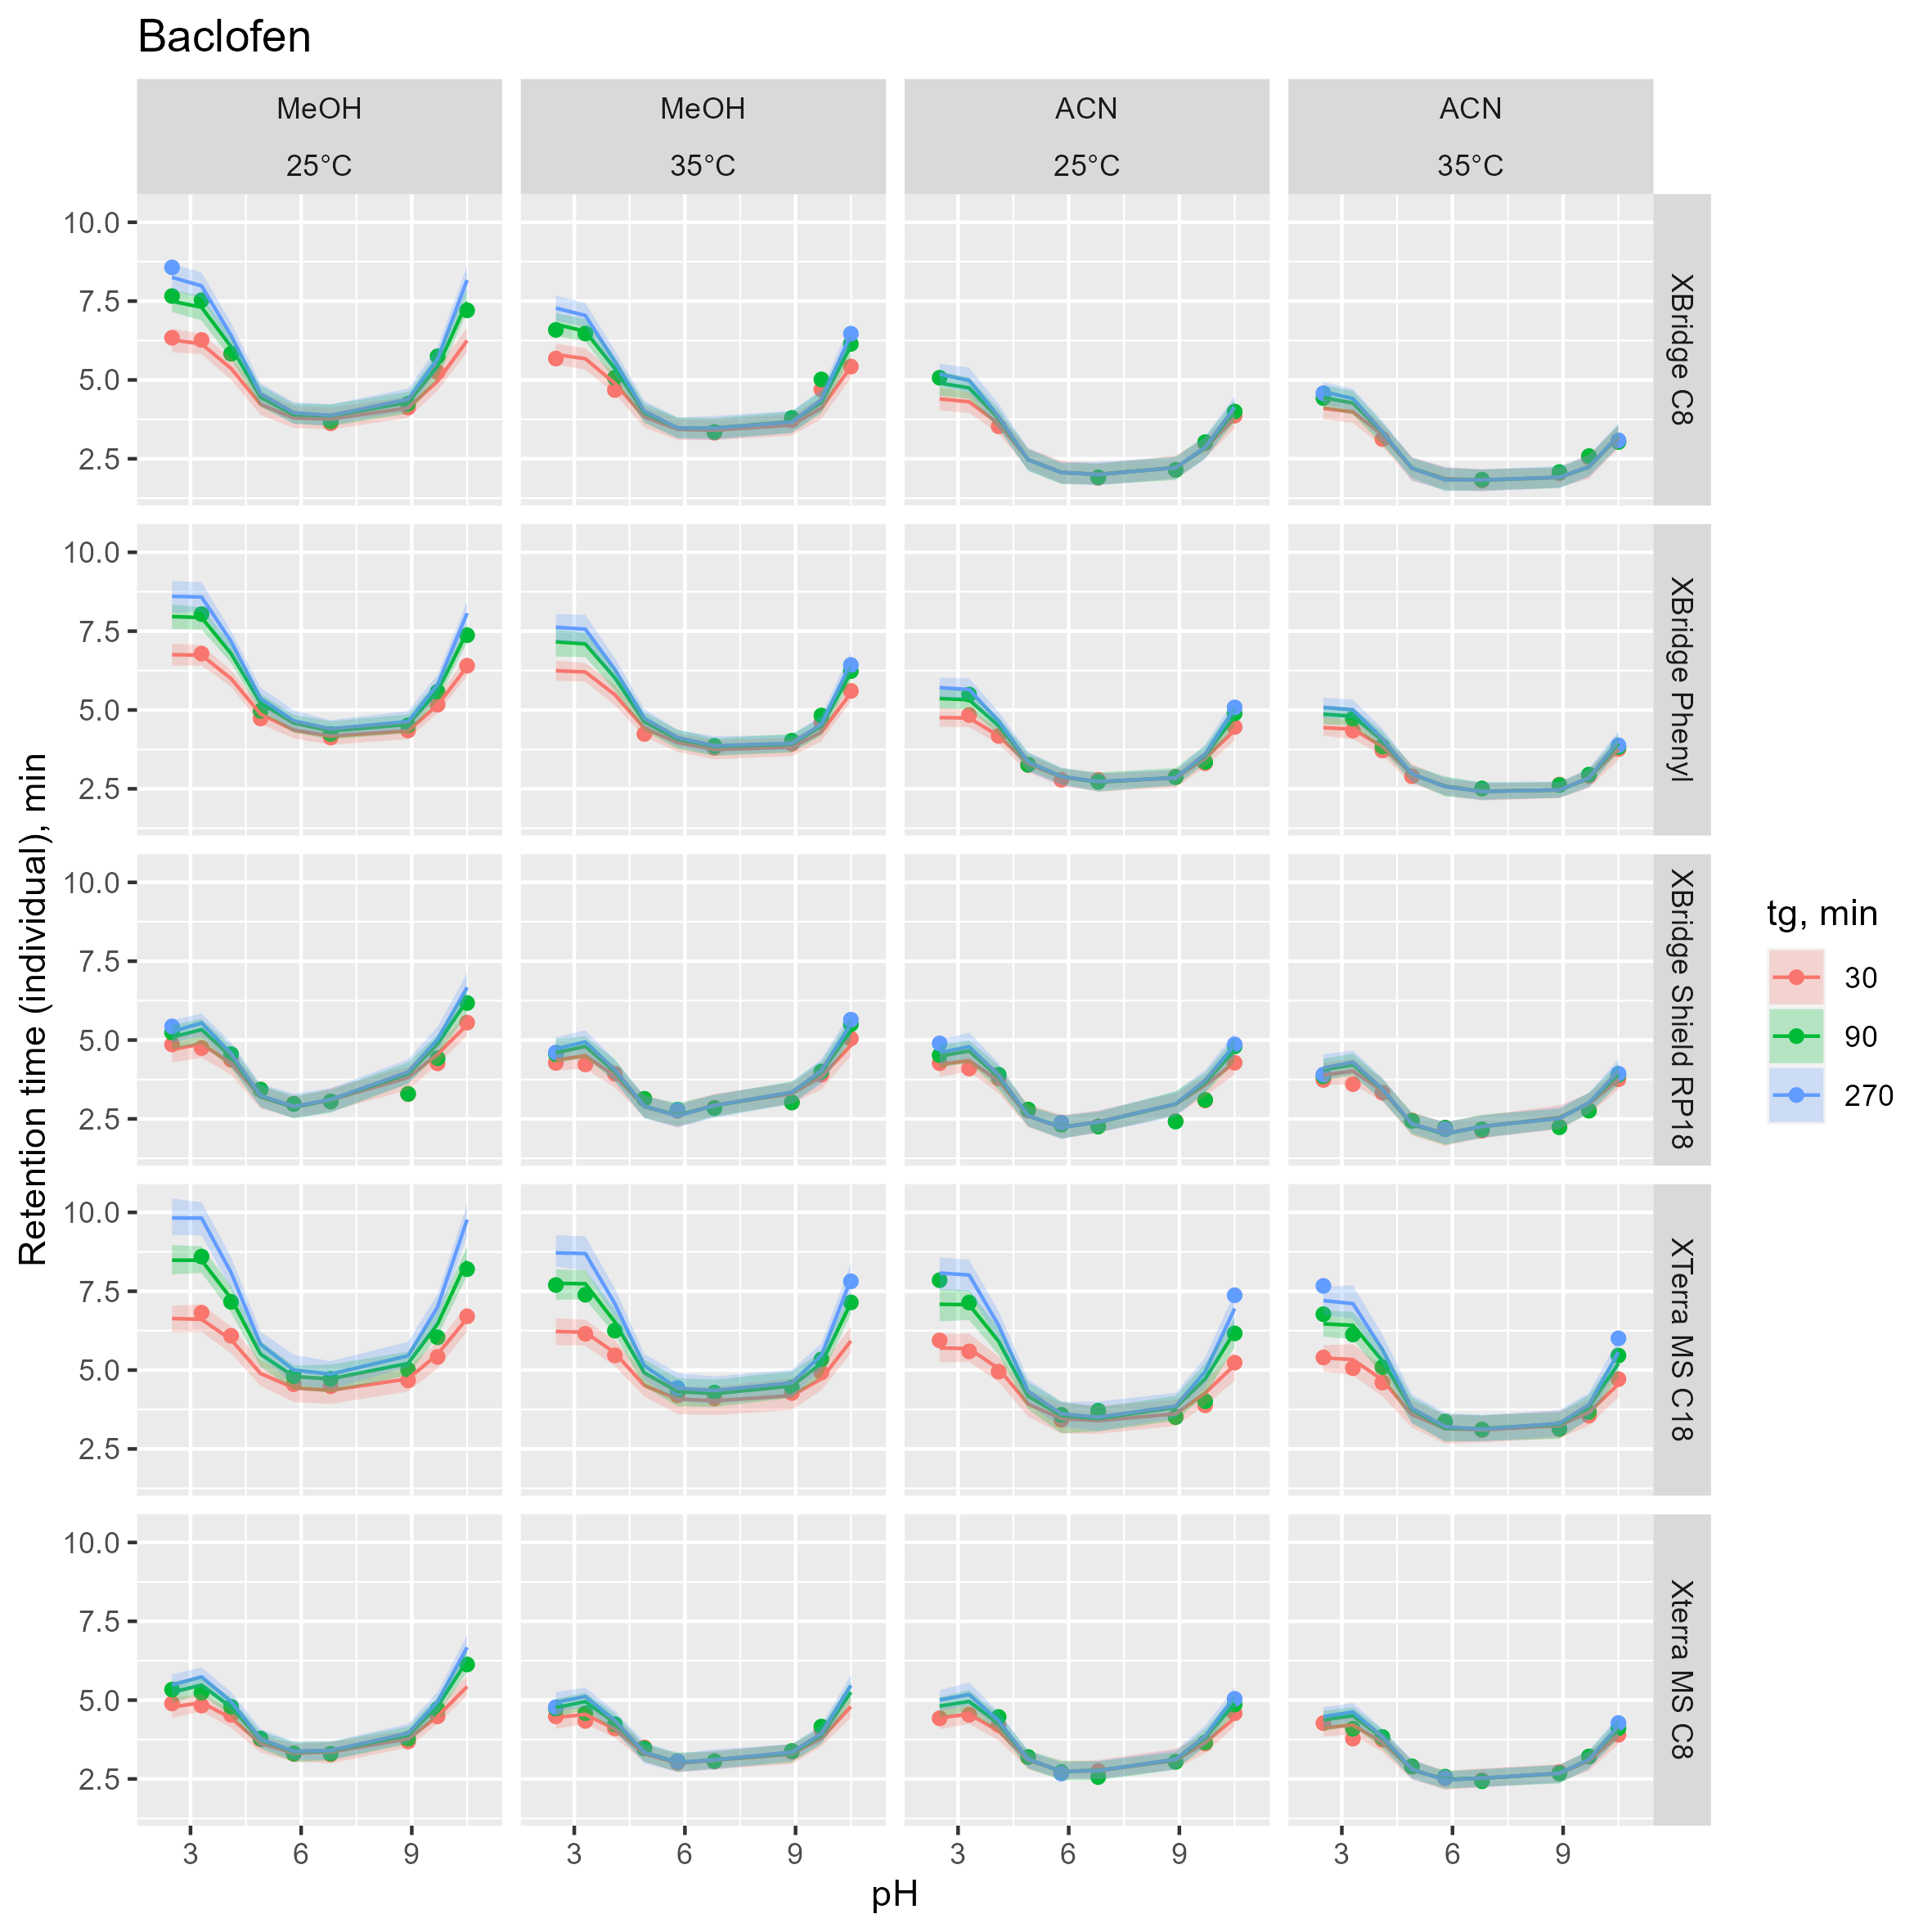 Baclofen
MeOH
MeOH
ACN
ACN
25°C
35°C
25°C
35°C
10.0
7.5
5.0
2.5
XBridge C8
10.0
7.5
5.0
2.5
XBridge Phenyl
10.0
7.5
5.0
2.5
XBridge Shield RP18
10.0
7.5
5.0
2.5
XTerra MS C18
10.0
7.5
5.0
2.5
Xterra MS C8
3
6
9
3
6
9
3
6
9
3
6
9
pH
Retention time (individual), min
tg, min
30
90
270